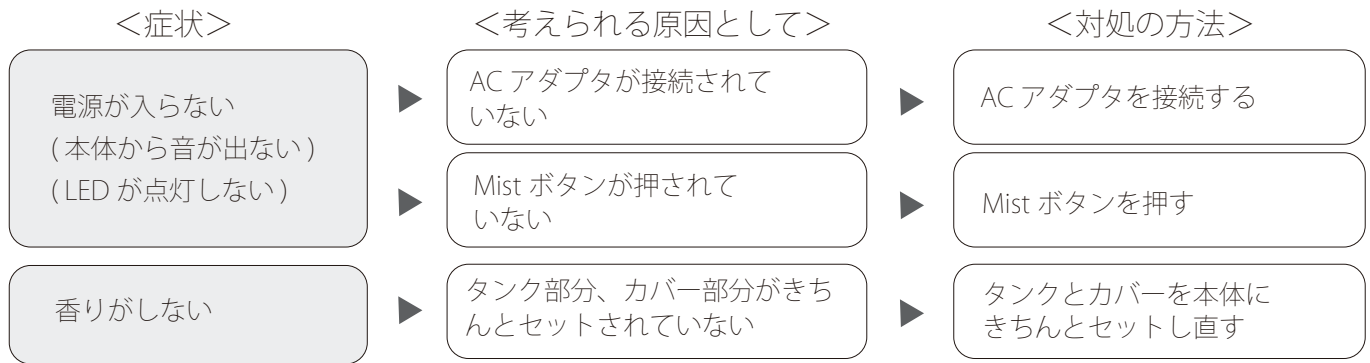 ＜症状＞
＜考えられる原因として＞
＜対処の方法＞
電源が入らない
( 本体から音が出ない )
( LED が点灯しない )
AC アダプタが接続されて
いない
AC アダプタを接続する
Mist ボタンが押されて
いない
Mist ボタンを押す
香りがしない
タンク部分、カバー部分がきち
んとセットされていない
タンクとカバーを本体に
きちんとセットし直す